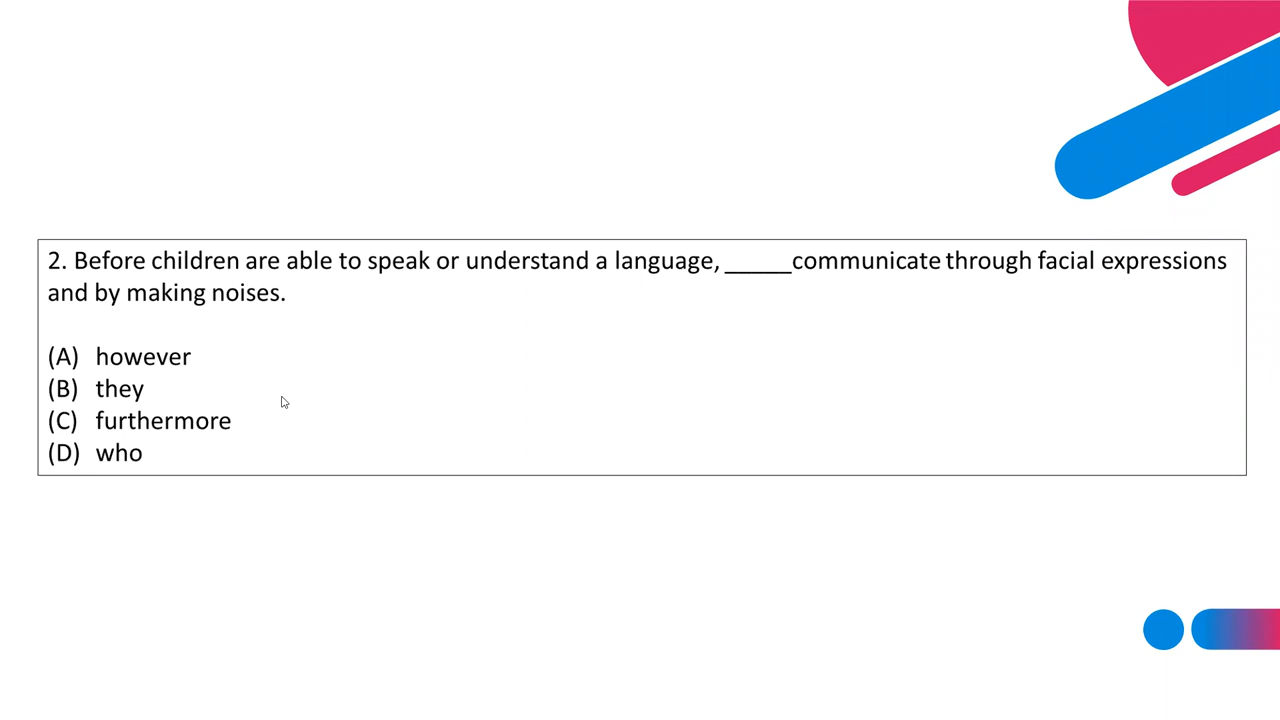 2. Before children are able to speak or understand a language, _____communicate through facial expressions
and by making noises.
(A) however
(B) they
(C) furthermore
(D) who